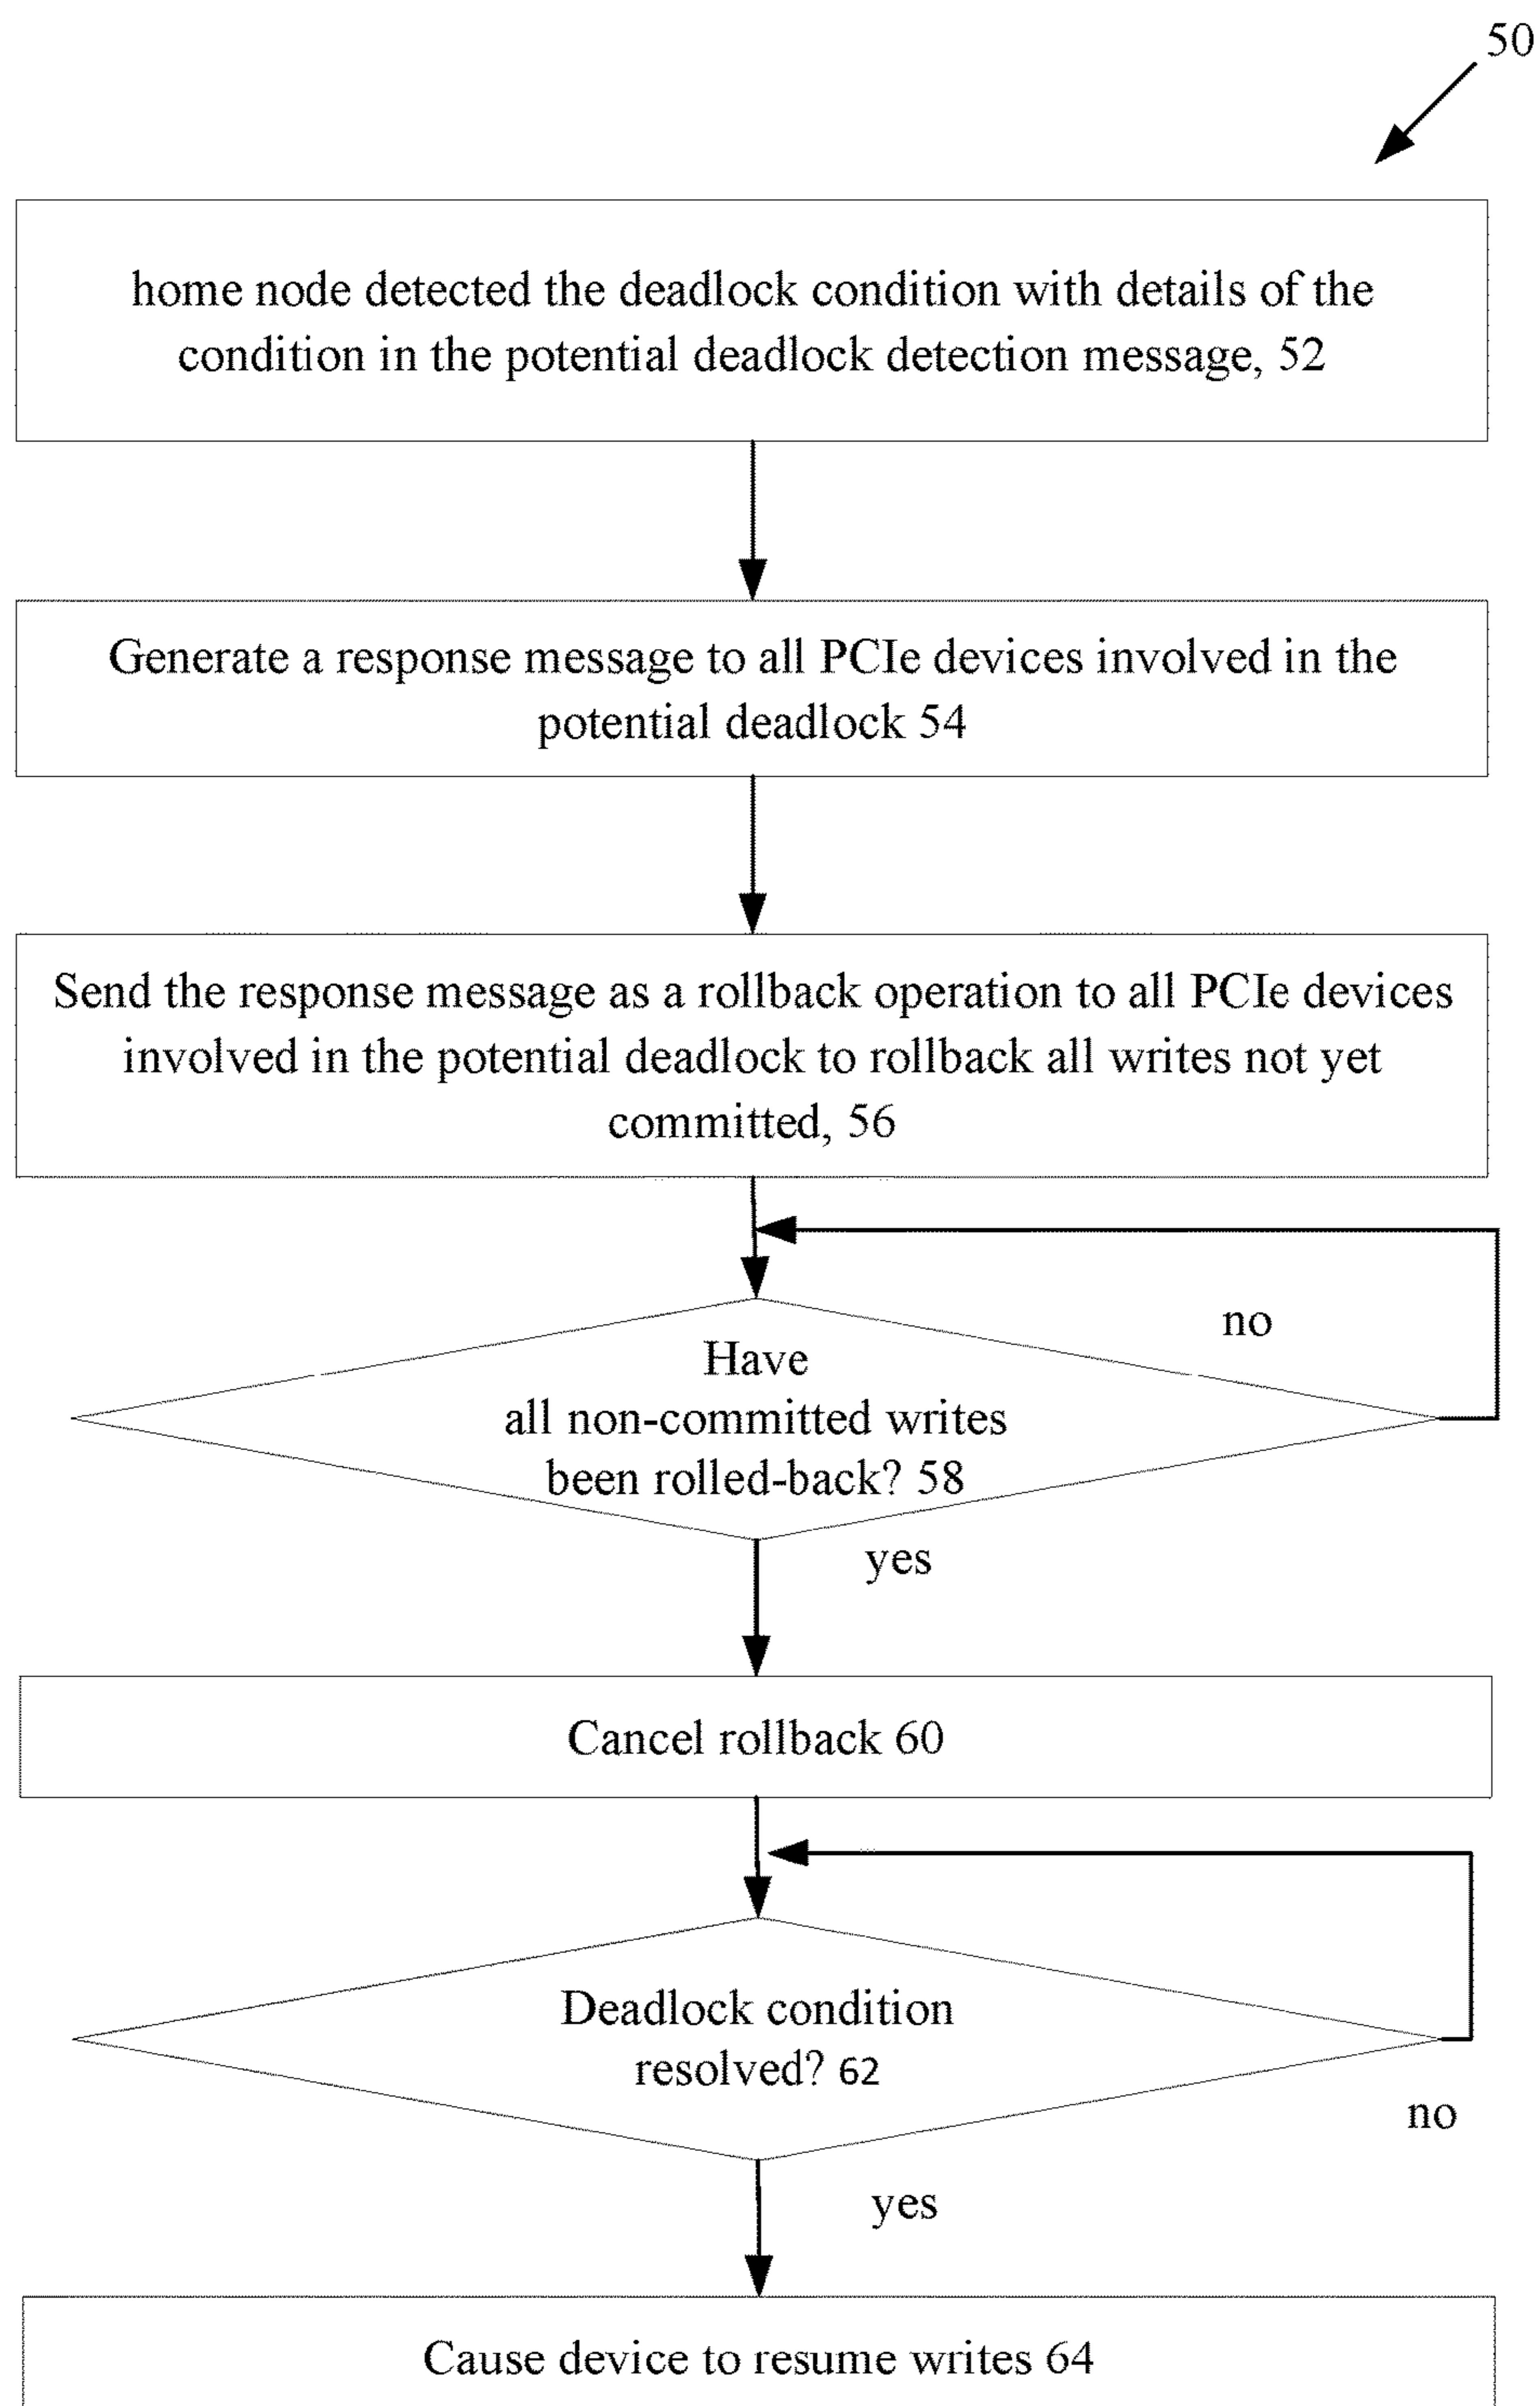 50
home node detected the deadlock condition with details of the
condition in the potential deadlock detection message, 52
Generate a response message to all PCIe devices involved in the
potential deadlock 54
Send the response message as a rollback operation to all PCIe devices
involved in the potential deadlock to rollback all writes not yet
committed, 56
no
Have
all non-committed writes
been rolled-back? 58
yes
Cancel rollback 60
Deadlock condition
resolved? 62
no
yes
Cause device to resume writes 64